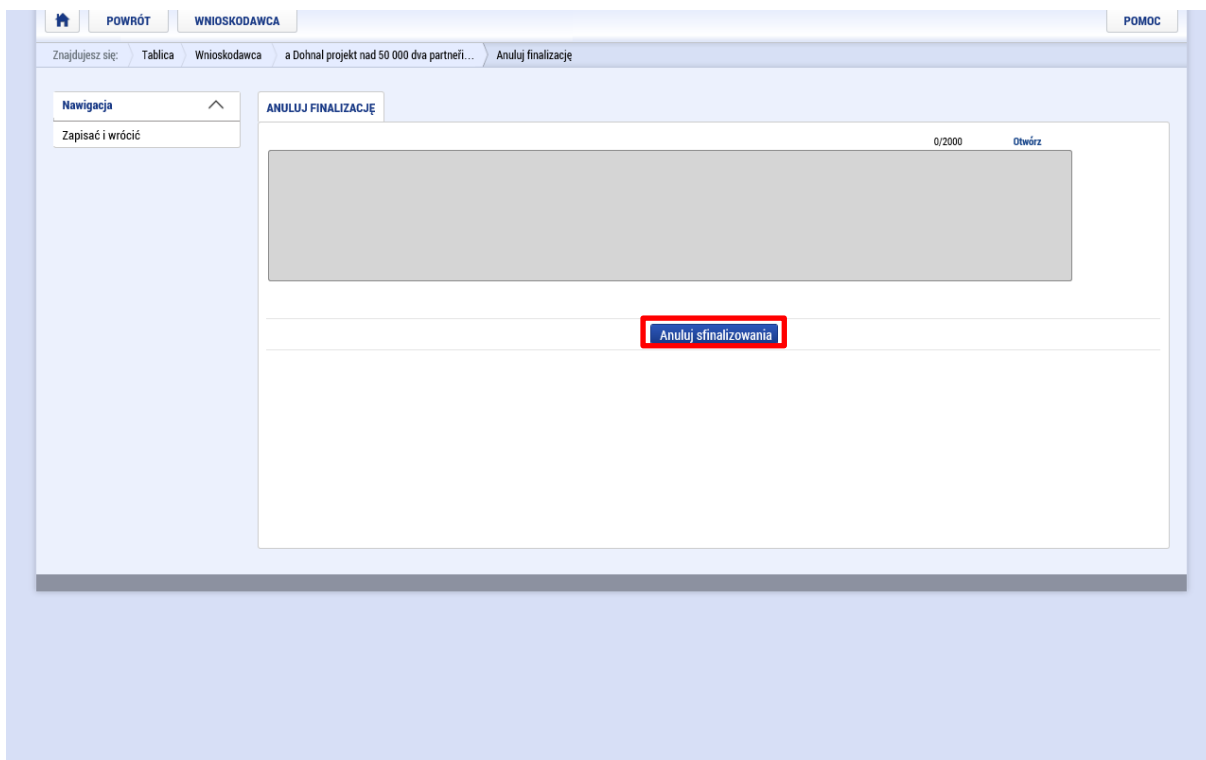 POWRÓT WNIOSKODAWCA POMOC
Znajdujesz się: Tablica Wnioskodawca a Dohnal projekt nad 50 000 dva partneři... Anuluj finalizację
Nawigacja
Zapisać i wrócić
ANULUJ FINALIZACJĘ
0/2000 Otwórz
Anuluj sfinalizowania